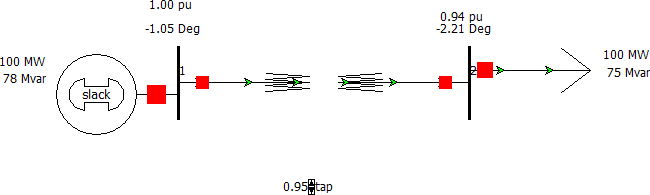 1.00 pu
-1.05 Deg
0.94 pu
-2.21 Deg
100 MW
78 Mvar
slack
1
2
100 MW
75 Mvar
0.95 tap